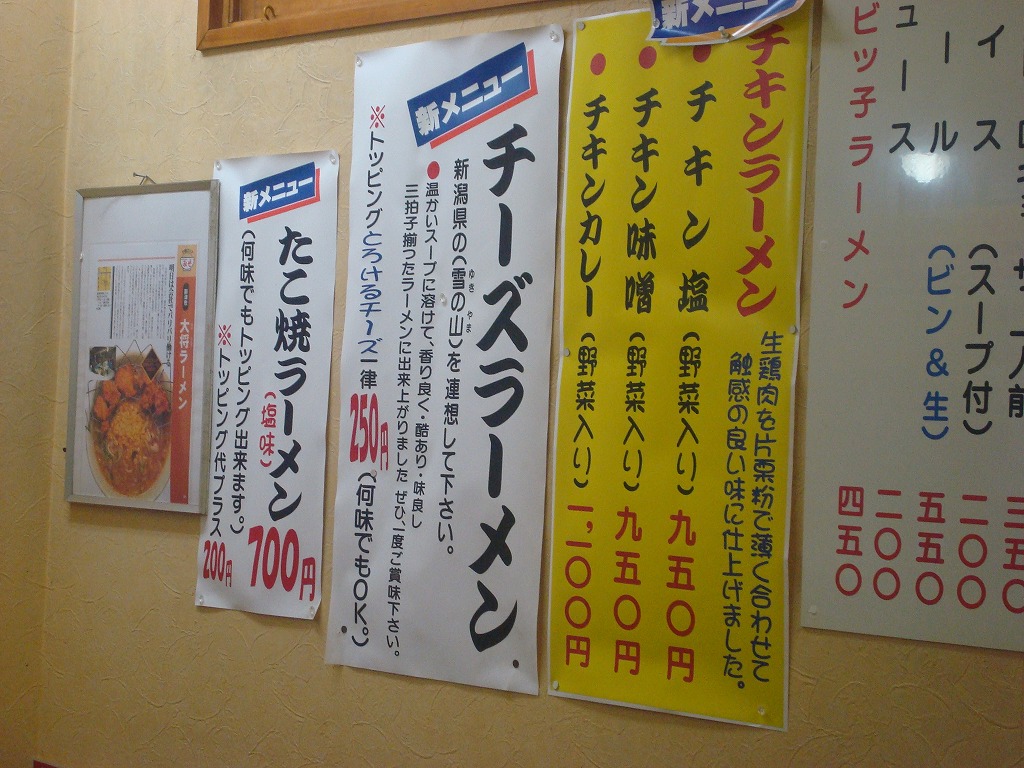 ビッ子ラーメン 四五〇
ュース 二〇〇
ール (ビン&生) 五五〇
(スープ付) 二〇〇
人前
新メニュー
チキンラーメン
生鶏肉を片栗粉で薄く合わせて
触感の良い味に仕上げました。
●チキン塩(野菜入り)九五〇円
●チキン味噌(野菜入り)九五〇円
●チキンカレー(野菜入り)一,二〇〇円
新メニュー
チーズラーメン
新潟県の(雪の山)を連想して下さい。
ゆき やま
●温かいスープに溶けて、香り良く・酷あり・味良し
三拍子揃ったラーメンに出来上がりました ぜひ、一度ご賞味下さい。
※トッピングとろけるチーズ一律250円(何味でもOK。)
新メニュー
たこ焼ラーメン 700円
(塩味)
(何味でもトッピング出来ます。)
※トッピング代プラス200円
大将ラーメン